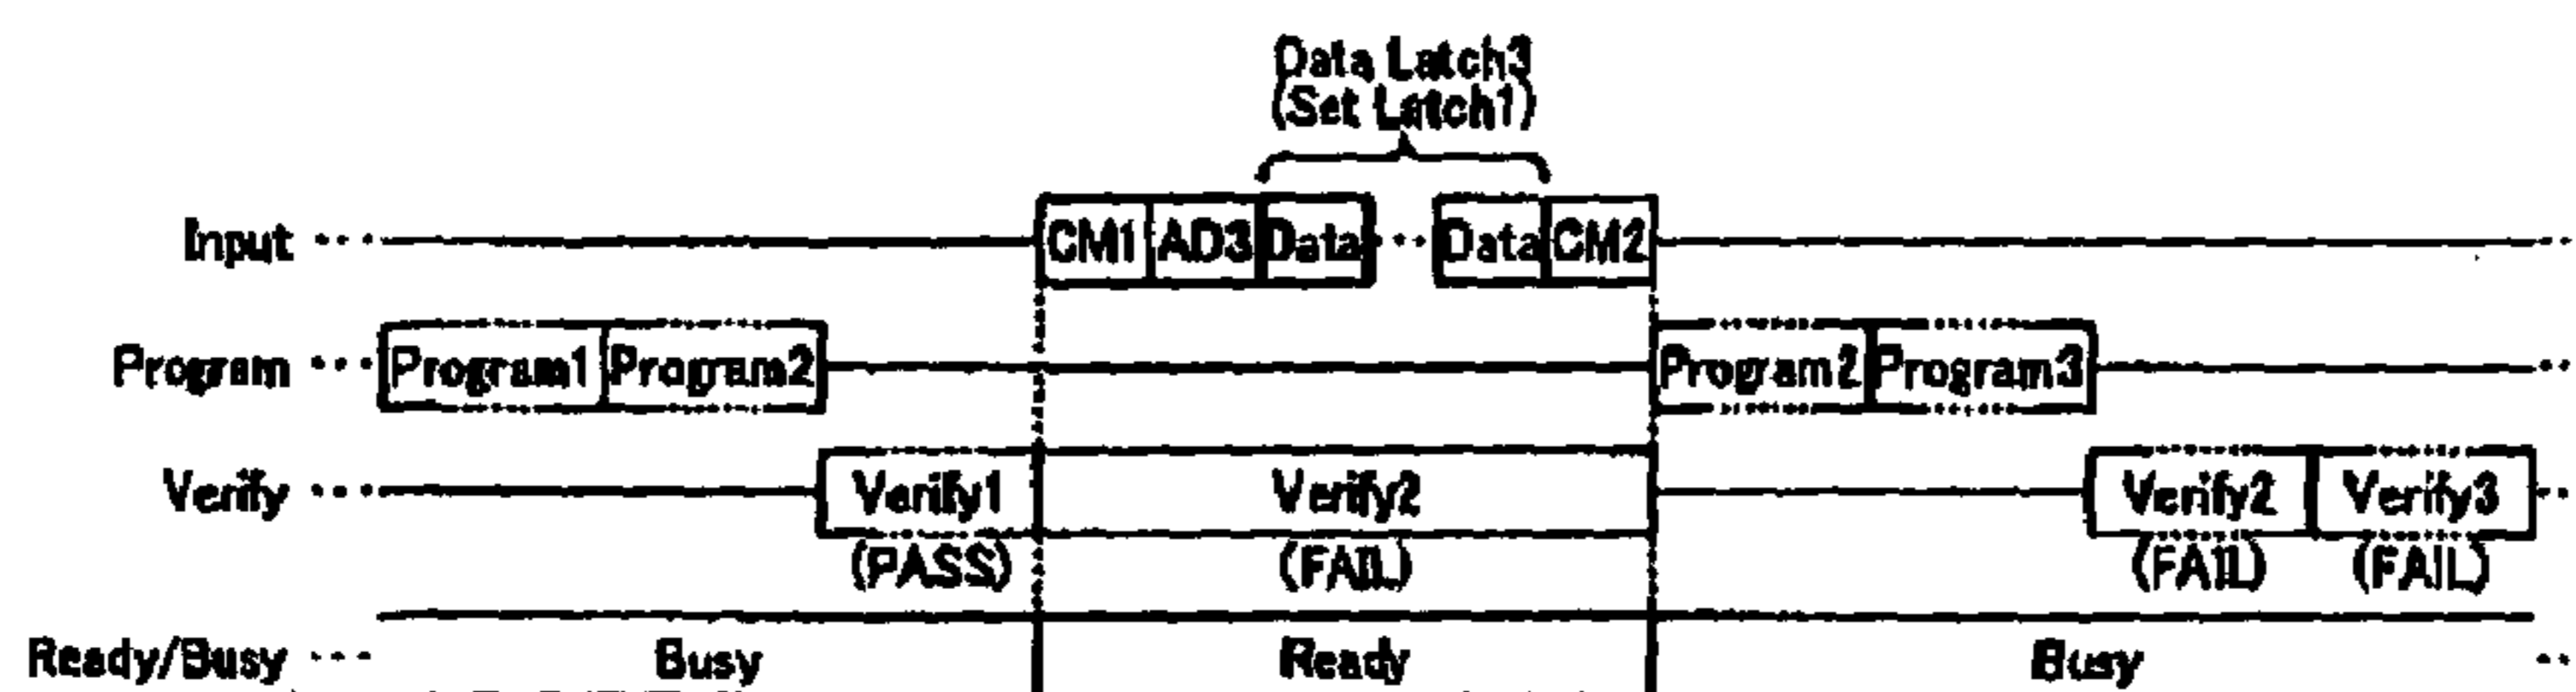 Data Latch3
(Set Latch1)
Input ··· CM1 AD3 Data ··· Data CM2 ···
Program ··· Program1 Program2 Program2 Program3 ···
Verify ··· Verify1 Verify2 Verify2 Verify3 ···
(PASS) (FAIL) (FAIL) (FAIL)
Ready/Busy ··· Busy Ready Busy ···